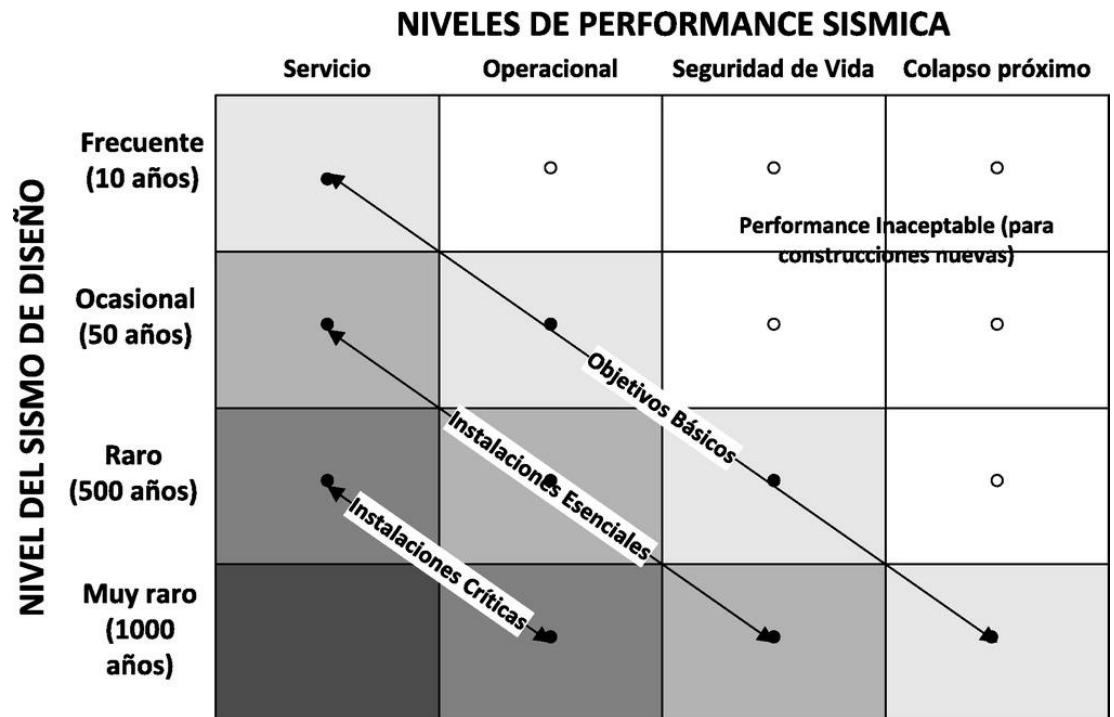 NIVELES DE PERFORMANCE SISMICA
Servicio
Operacional
Seguridad de Vida
Colapso próximo
NIVEL DEL SISMO DE DISEÑO
Frecuente
(10 años)
Performance Inaceptable (para
construcciones nuevas)
Ocasional
(50 años)
Objetivos Básicos
Raro
(500 años)
Instalaciones Esenciales
Instalaciones Críticas
Muy raro
(1000
años)